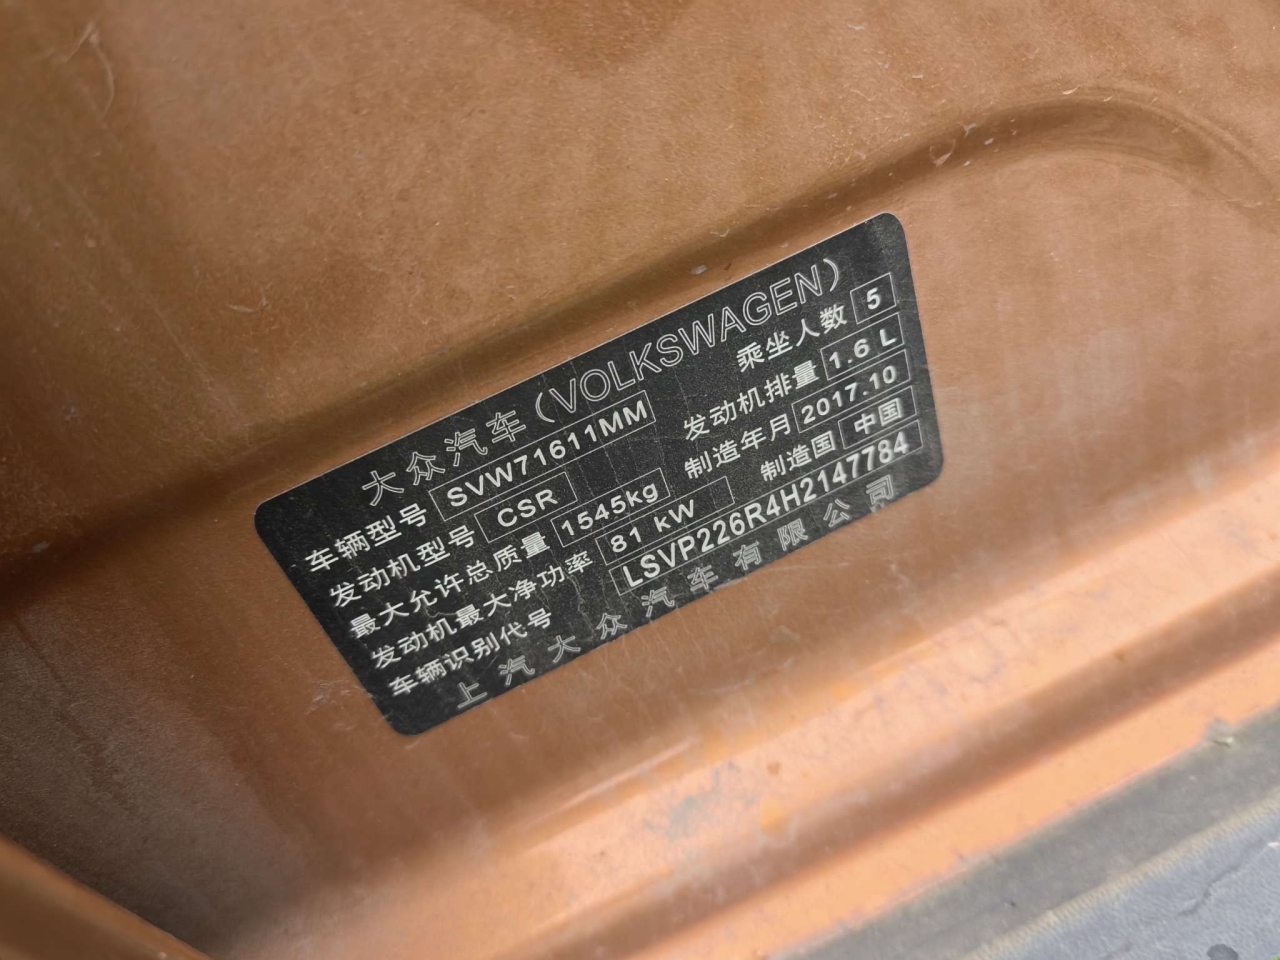 大众汽车(VOLKSWAGEN)
车辆型号 SVW71611MM 乘坐人数 5
发动机型号 CSR 发动机排量 1.6 L
最大允许总质量 1545kg 制造年月 2017.10
发动机最大净功率 81 kW 制造国 中国
车辆识别代号 LSVP226R4H2147784
上汽大众汽车有限公司